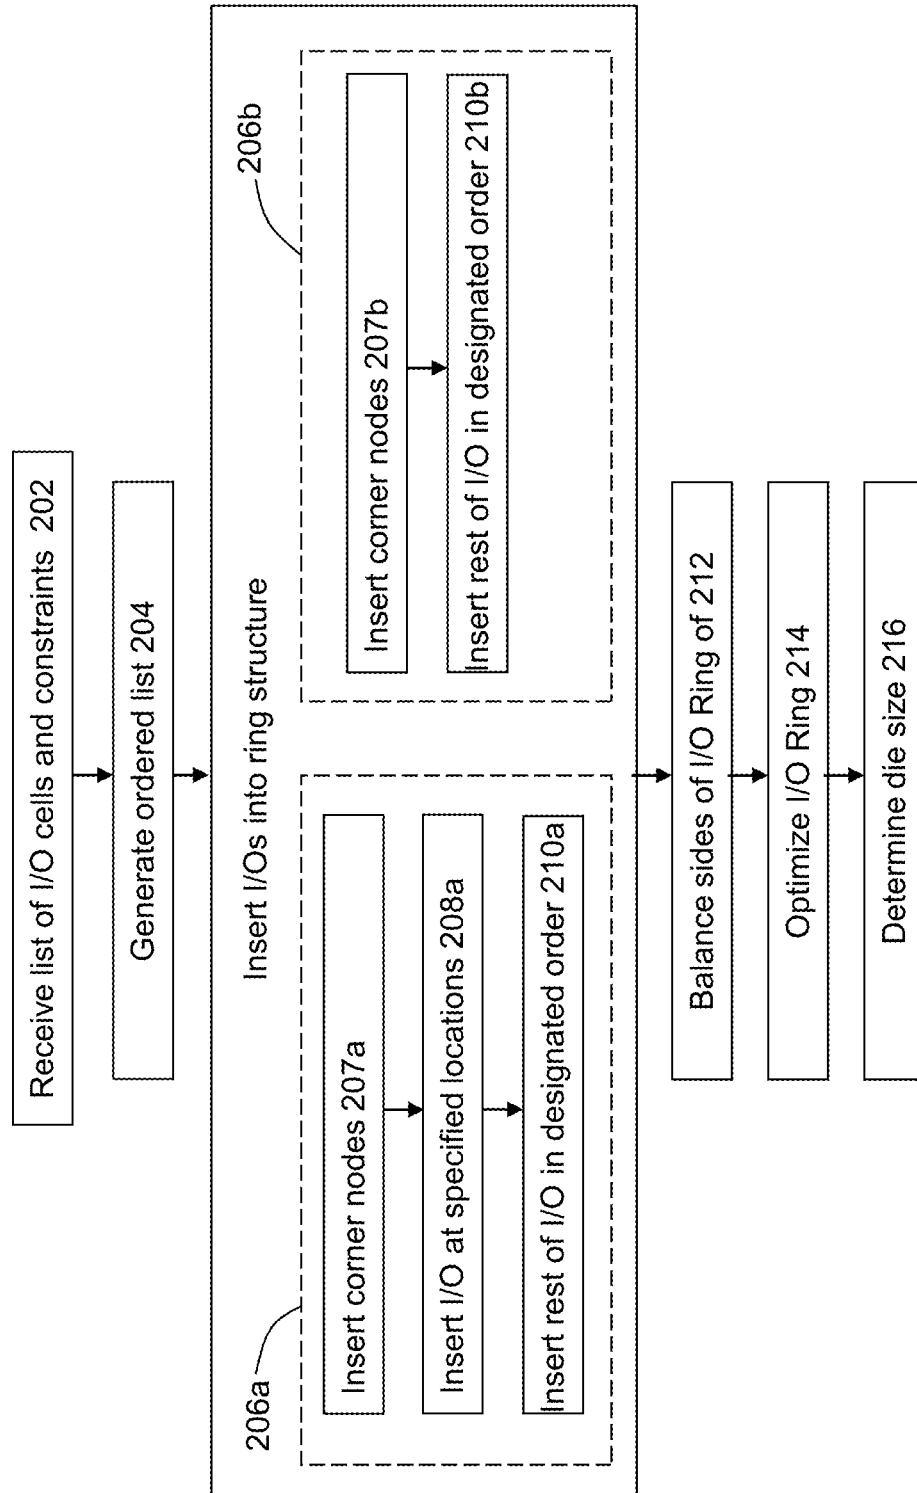 Receive list of I/O cells and constraints 202
Generate ordered list 204
Insert I/Os into ring structure
206a
Insert corner nodes 207a
Insert I/O at specified locations 208a
Insert rest of I/O in designated order 210a
206b
Insert corner nodes 207b
Insert rest of I/O in designated order 210b
Balance sides of I/O Ring of 212
Optimize I/O Ring 214
Determine die size 216